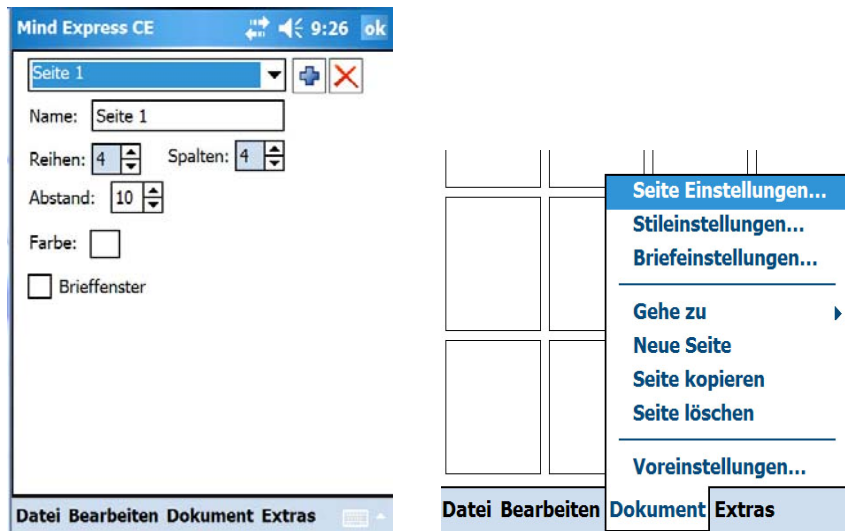 Mind Express CE 9:26 ok
Seite 1
Name: Seite 1
Reihen: 4 Spalten: 4
Abstand: 10
Farbe:
Brieffenster
Datei Bearbeiten Dokument Extras
Seite Einstellungen...
Stileinstellungen...
Briefeinstellungen...
Gehe zu
Neue Seite
Seite kopieren
Seite löschen
Voreinstellungen...
Datei Bearbeiten Dokument Extras